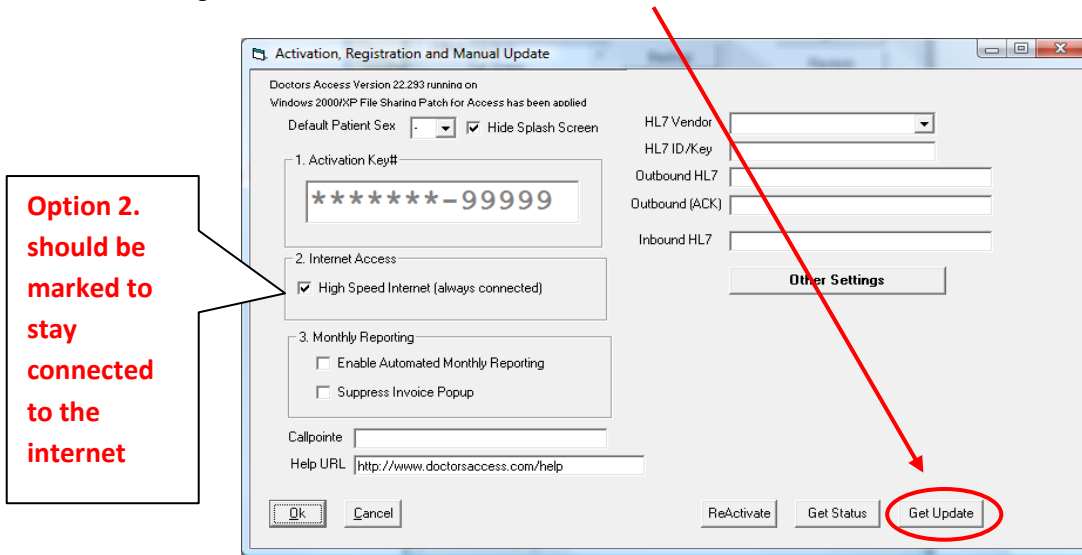 Activation, Registration and Manual Update
Doctors Access Version 22.293 running on
Windows 2000/XP File Sharing Patch for Access has been applied
Default Patient Sex - Hide Splash Screen
1. Activation Key#
*******-99999
2. Internet Access
High Speed Internet (always connected)
3. Monthly Reporting
Enable Automated Monthly Reporting
Suppress Invoice Popup
Callpointe
Help URL http://www.doctorsaccess.com/help
HL7 Vendor
HL7 ID/Key
Outbound HL7
Outbound (ACK)
Inbound HL7
Other Settings
Ok Cancel ReActivate Get Status Get Update
Option 2.
should be
marked to
stay
connected
to the
internet